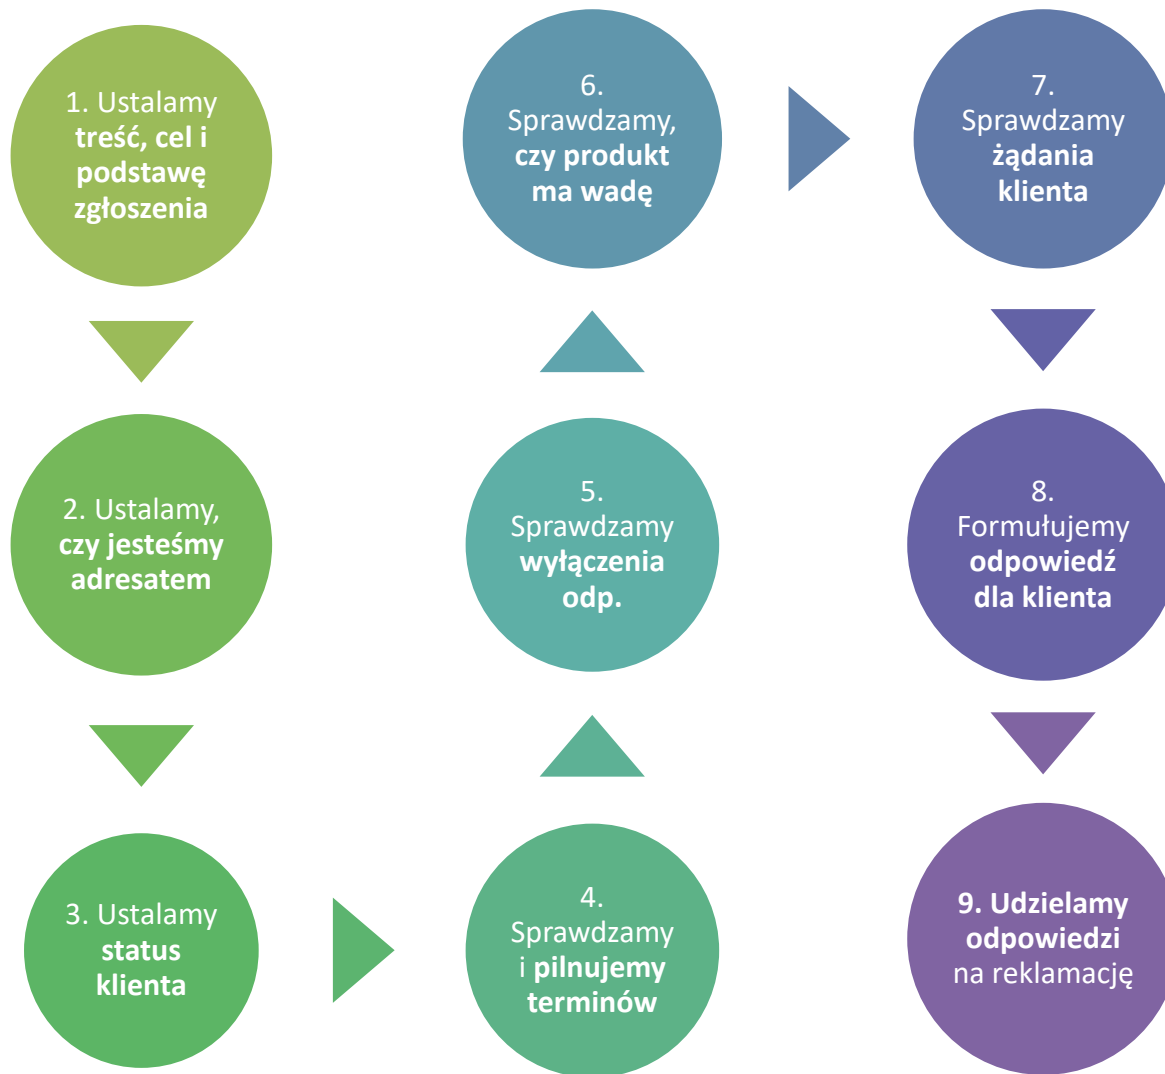 1. Ustalamy
treść, cel i
podstawę
zgłoszenia
2. Ustalamy,
czy jesteśmy
adresatem
3. Ustalamy
status
klienta
4.
Sprawdzamy
i pilnujemy
terminów
5.
Sprawdzamy
wyłączenia
odp.
6.
Sprawdzamy,
czy produkt
ma wadę
7.
Sprawdzamy
żądania
klienta
8.
Formułujemy
odpowiedź
dla klienta
9. Udzielamy
odpowiedzi
na reklamację